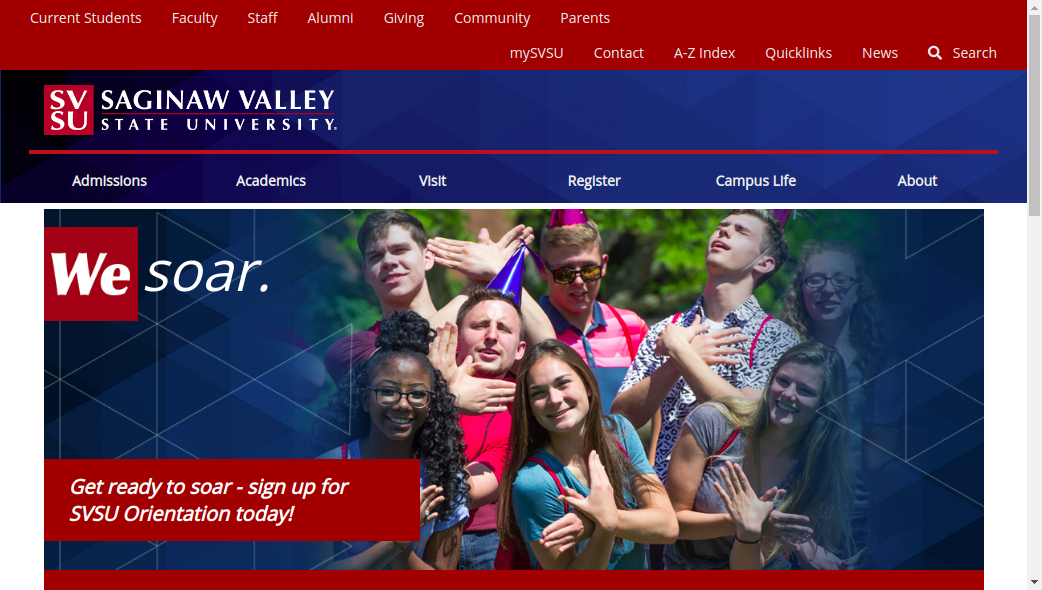 Current Students Faculty Staff Alumni Giving Community Parents
mySVSU Contact A-Z Index Quicklinks News Search
SV
SU
SAGINAW VALLEY
STATE UNIVERSITY.
Admissions Academics Visit Register Campus Life About
We soar.
Get ready to soar - sign up for
SVSU Orientation today!